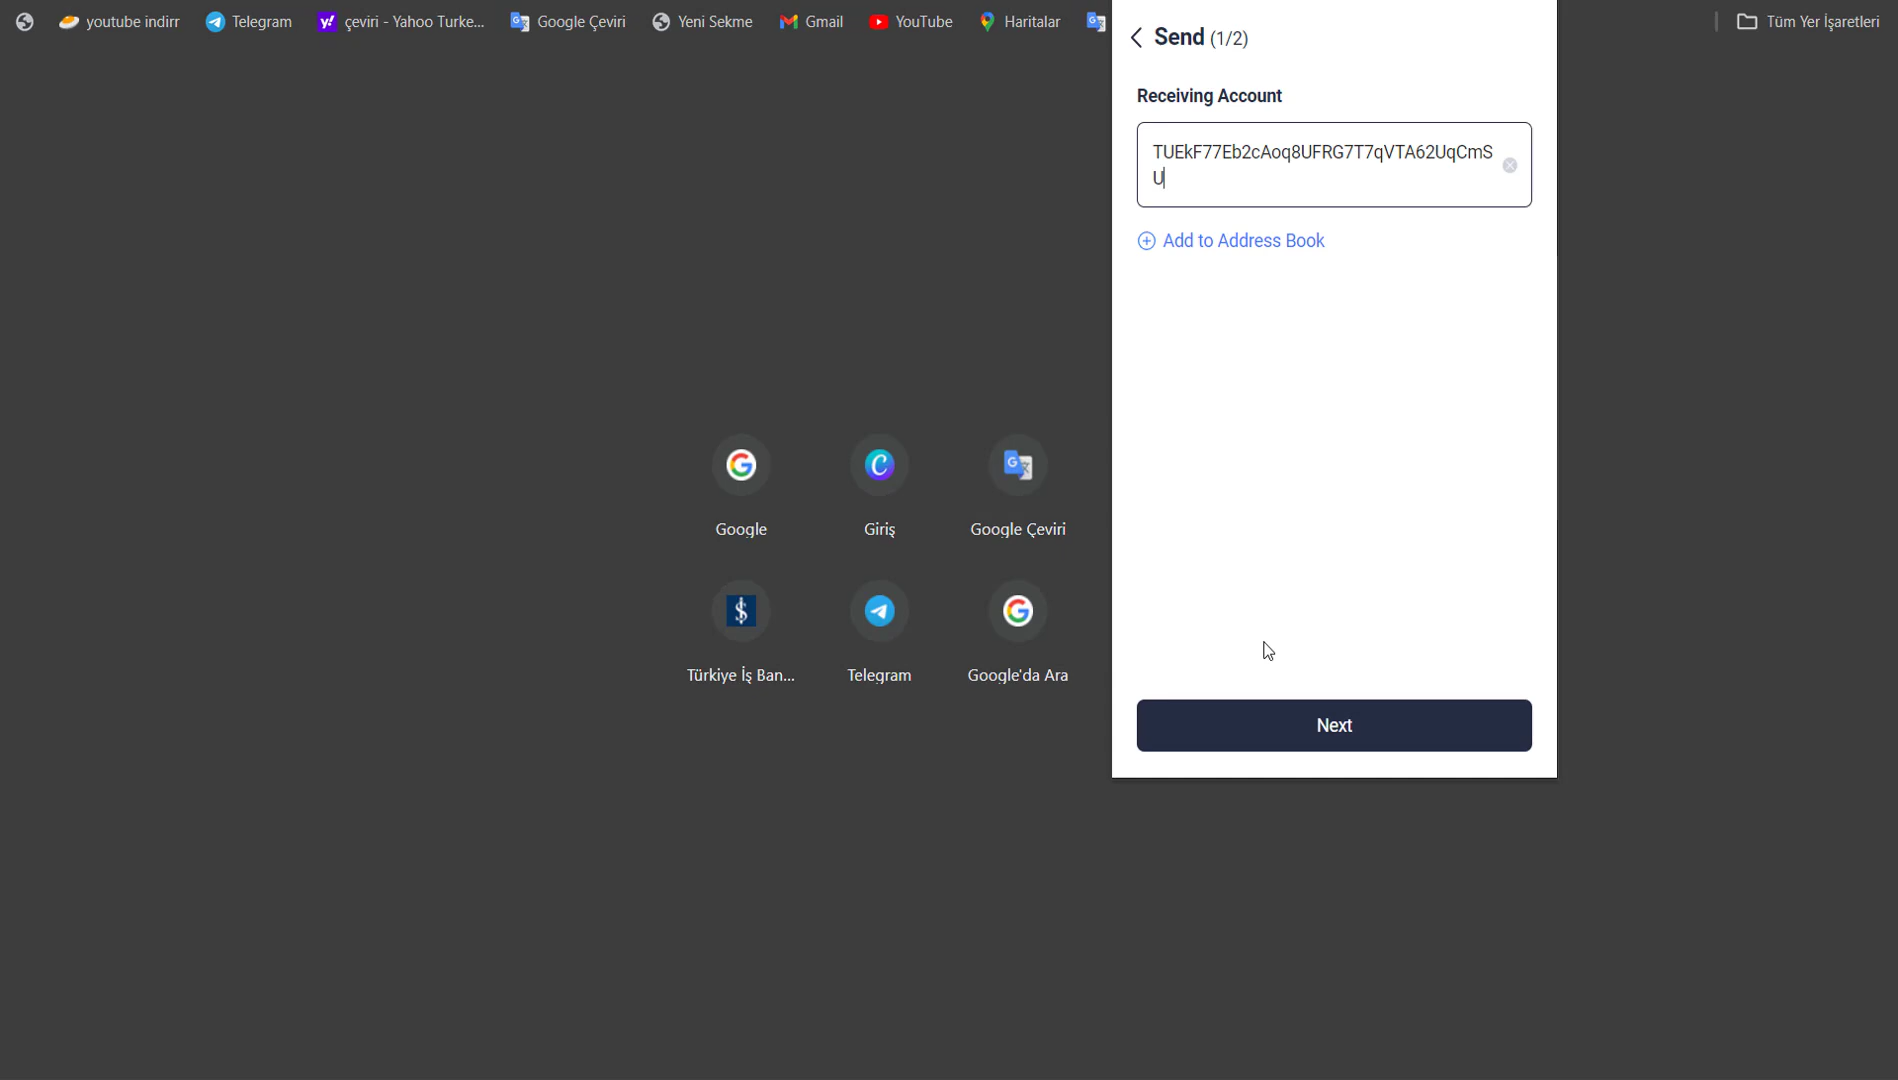 youtube indirr
Telegram
çeviri - Yahoo Turke...
Google Çeviri
Yeni Sekme
Gmail
YouTube
Haritalar
Tüm Yer İşaretleri
Send (1/2)
Receiving Account
TUEkF77Eb2cAoq8UFRG7T7qVTA62UqCmS
U
Add to Address Book
Google
Giriş
Google Çeviri
Türkiye İş Ban...
Telegram
Google'da Ara
Next